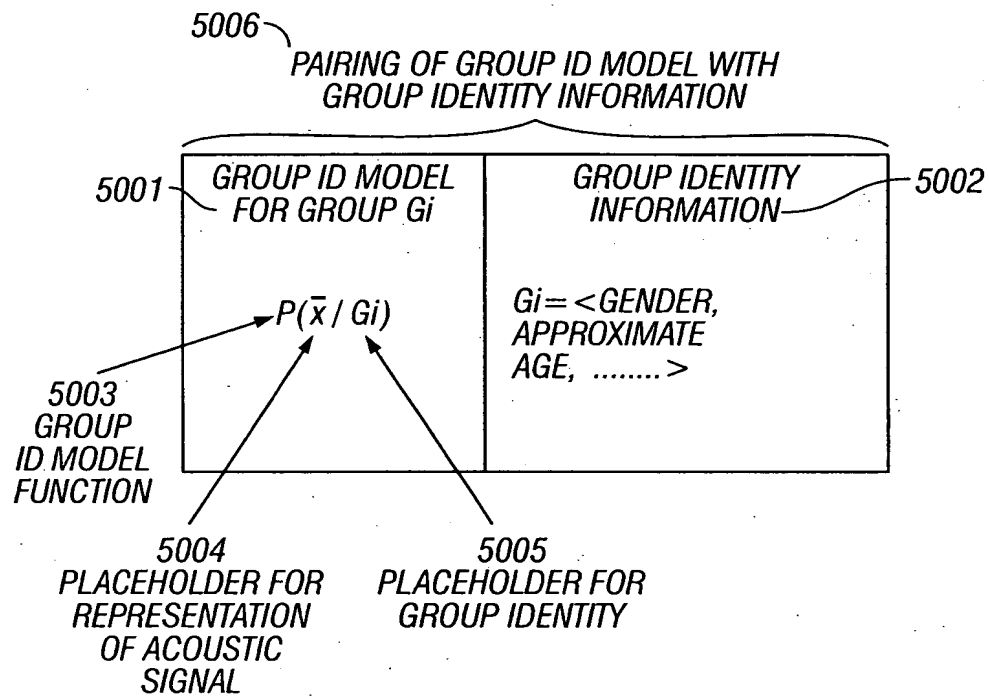 5006
PAIRING OF GROUP ID MODEL WITH
GROUP IDENTITY INFORMATION
5001
GROUP ID MODEL
FOR GROUP Gi
GROUP IDENTITY
INFORMATION
5002
P(x̄ / Gi)
Gi=<GENDER,
APPROXIMATE
AGE, ........>
5003
GROUP
ID MODEL
FUNCTION
5004
PLACEHOLDER FOR
REPRESENTATION
OF ACOUSTIC
SIGNAL
5005
PLACEHOLDER FOR
GROUP IDENTITY